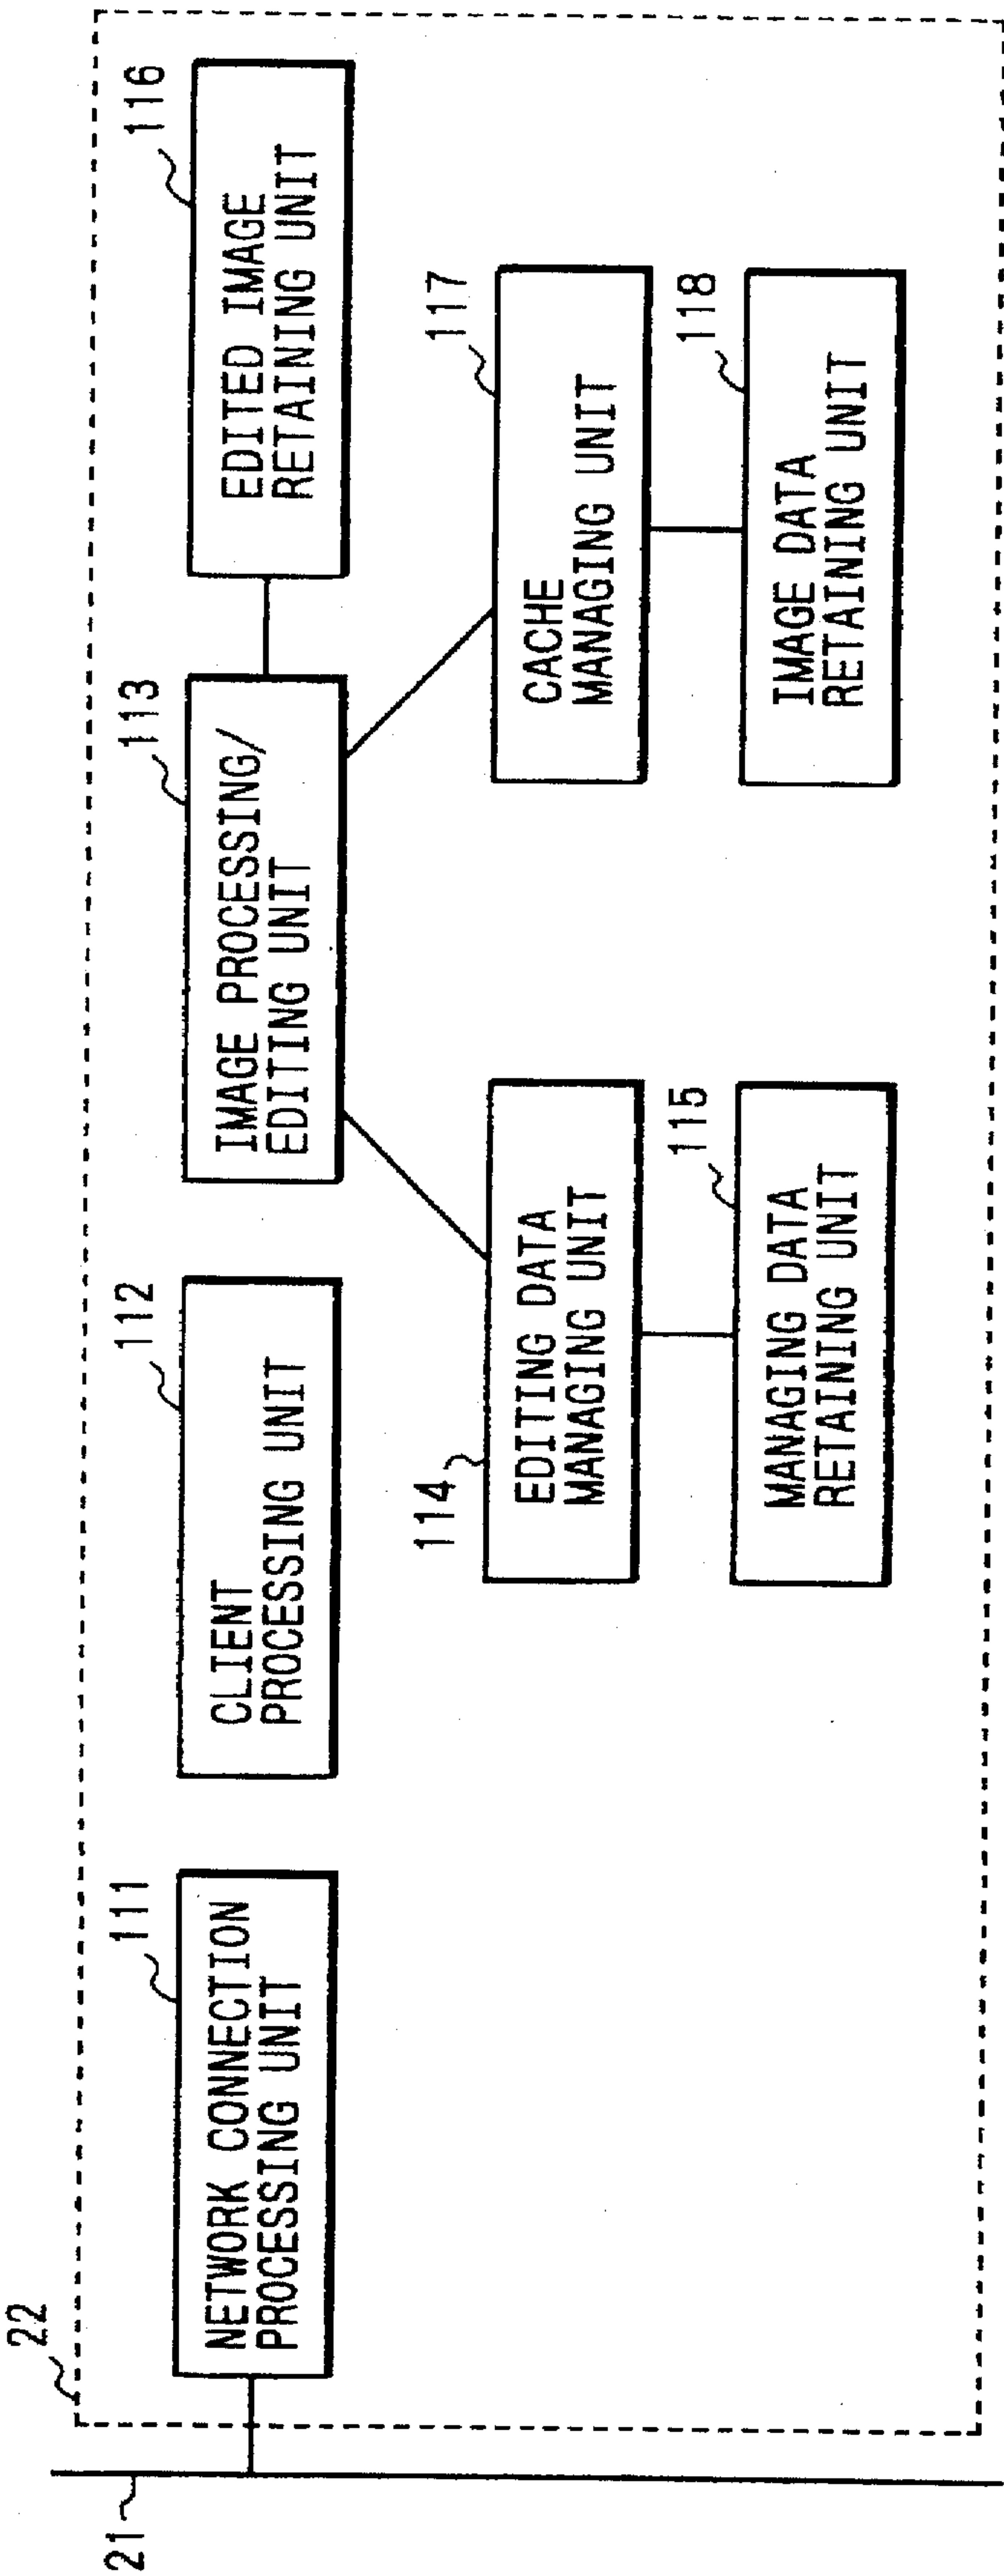 21
22
111
NETWORK CONNECTION
PROCESSING UNIT
112
CLIENT
PROCESSING UNIT
113
IMAGE PROCESSING/
EDITING UNIT
116
EDITED IMAGE
RETAINING UNIT
114
EDITING DATA
MANAGING UNIT
117
CACHE
MANAGING UNIT
115
MANAGING DATA
RETAINING UNIT
118
IMAGE DATA
RETAINING UNIT